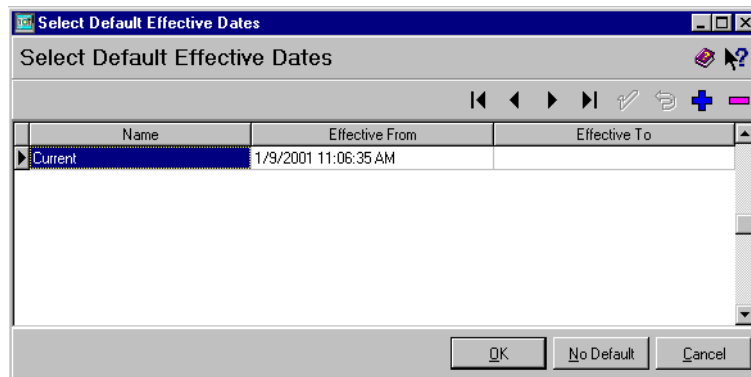 Select Default Effective Dates
Select Default Effective Dates
Name Effective From Effective To
Current 1/9/2001 11:06:35 AM
OK No Default Cancel